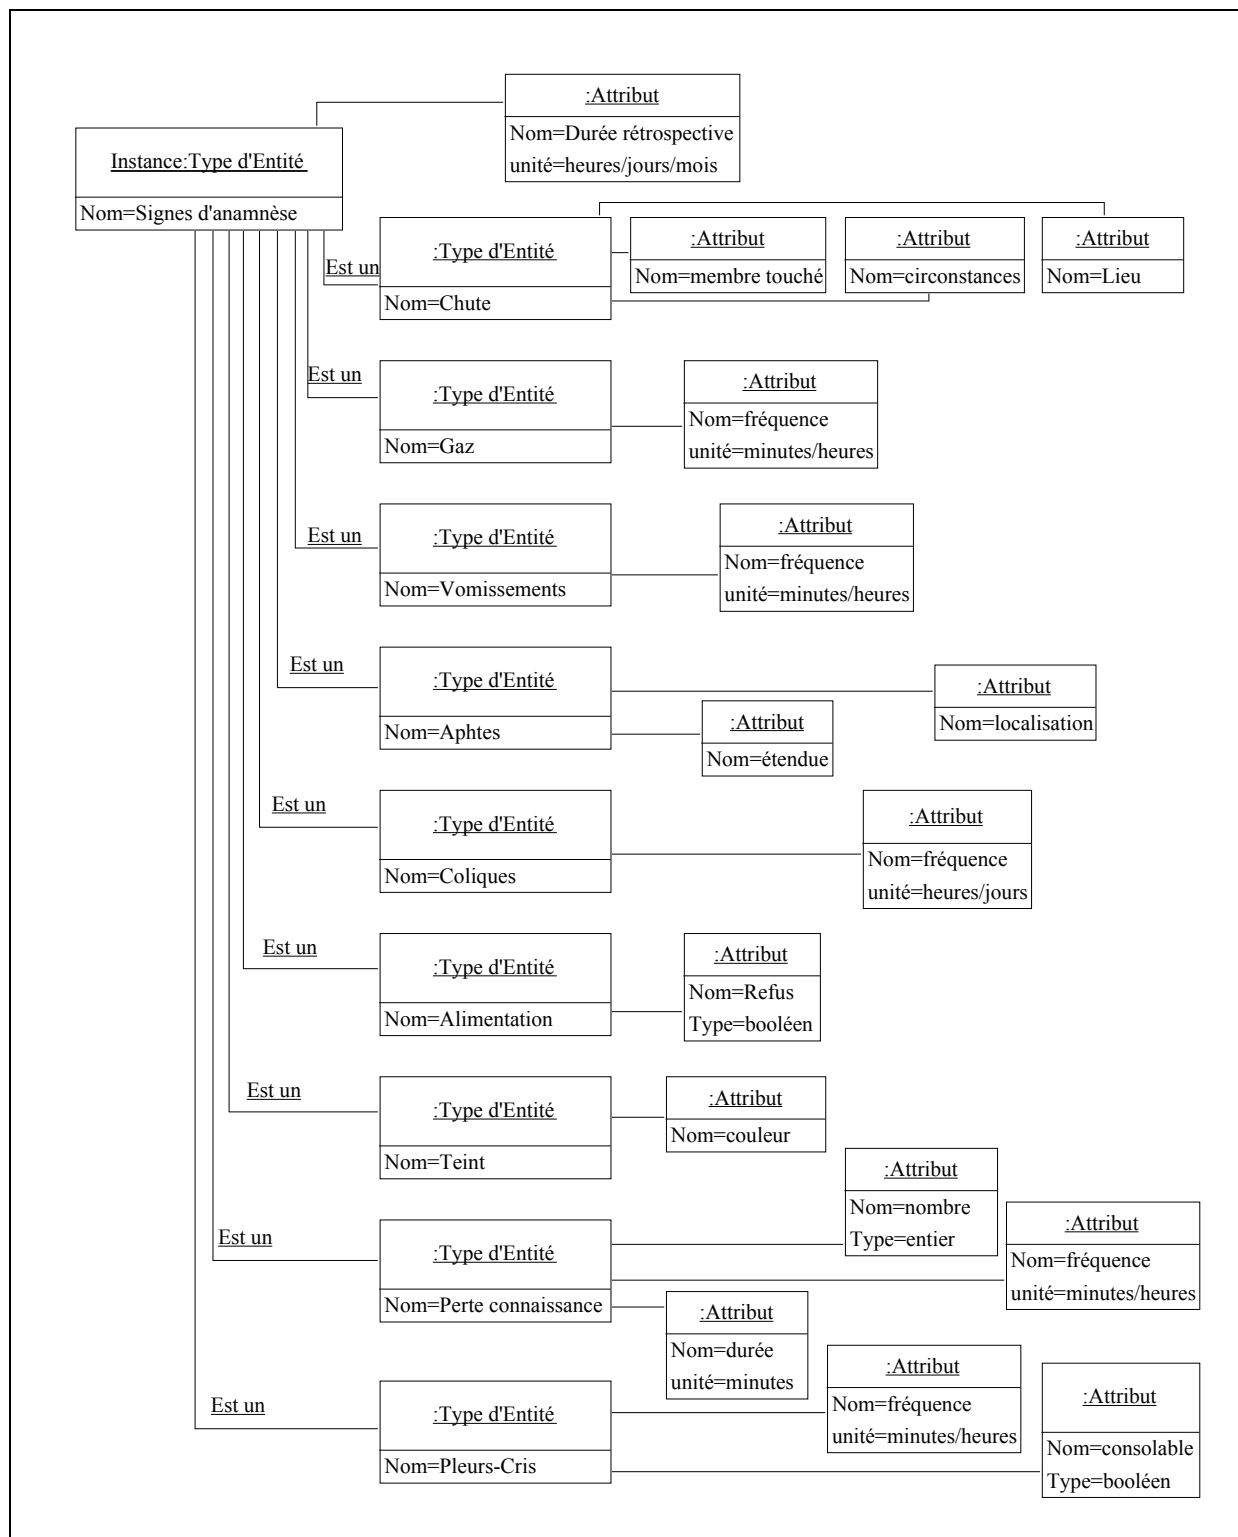 :Attribut
Nom=Durée rétrospective
unité=heures/jours/mois
Instance:Type d'Entité
Nom=Signes d'anamnèse
Est un
:Type d'Entité
Nom=Chute
:Attribut
Nom=membre touché
:Attribut
Nom=circonstances
:Attribut
Nom=Lieu
Est un
:Type d'Entité
Nom=Gaz
:Attribut
Nom=fréquence
unité=minutes/heures
Est un
:Type d'Entité
Nom=Vomissements
:Attribut
Nom=fréquence
unité=minutes/heures
Est un
:Type d'Entité
Nom=Aphtes
:Attribut
Nom=étendue
:Attribut
Nom=localisation
Est un
:Type d'Entité
Nom=Coliques
:Attribut
Nom=fréquence
unité=heures/jours
Est un
:Type d'Entité
Nom=Alimentation
:Attribut
Nom=Refus
Type=booléen
Est un
:Type d'Entité
Nom=Teint
:Attribut
Nom=couleur
Est un
:Type d'Entité
Nom=Perte connaissance
:Attribut
Nom=nombre
Type=entier
:Attribut
Nom=fréquence
unité=minutes/heures
:Attribut
Nom=durée
unité=minutes
Est un
:Type d'Entité
Nom=Pleurs-Cris
:Attribut
Nom=fréquence
unité=minutes/heures
:Attribut
Nom=consolable
Type=booléen